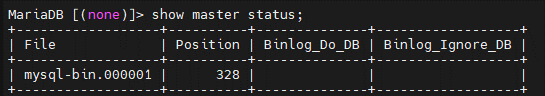 MariaDB [(none)]> show master status;
+------------------+----------+--------------+------------------+
| File | Position | Binlog_Do_DB | Binlog_Ignore_DB |
+------------------+----------+--------------+------------------+
| mysql-bin.000001 | 328 | | |
+------------------+----------+--------------+------------------+